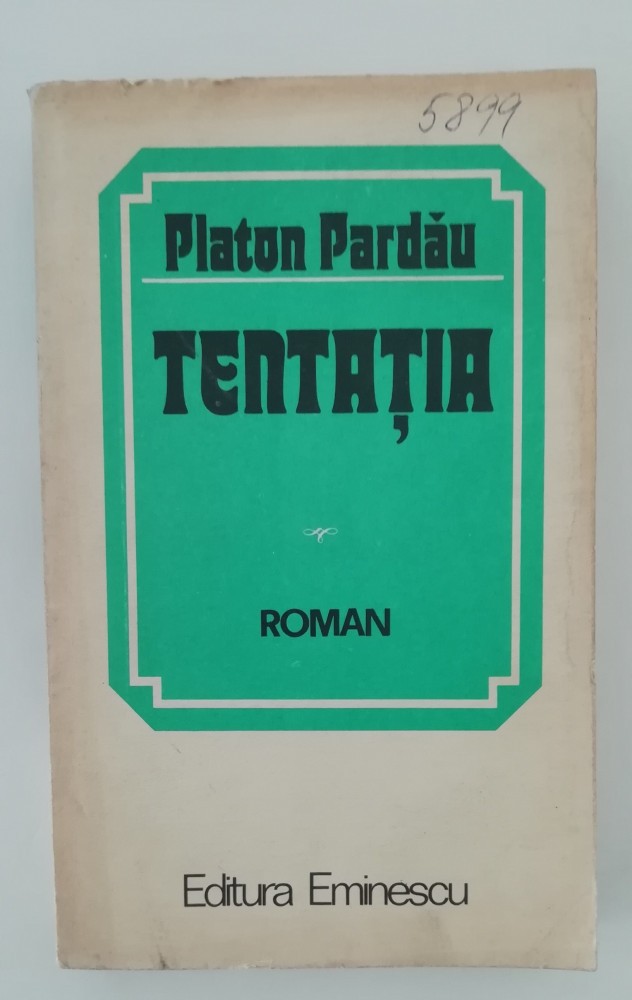 5899
Platon Pardău
TENTAȚIA
ROMAN
Editura Eminescu